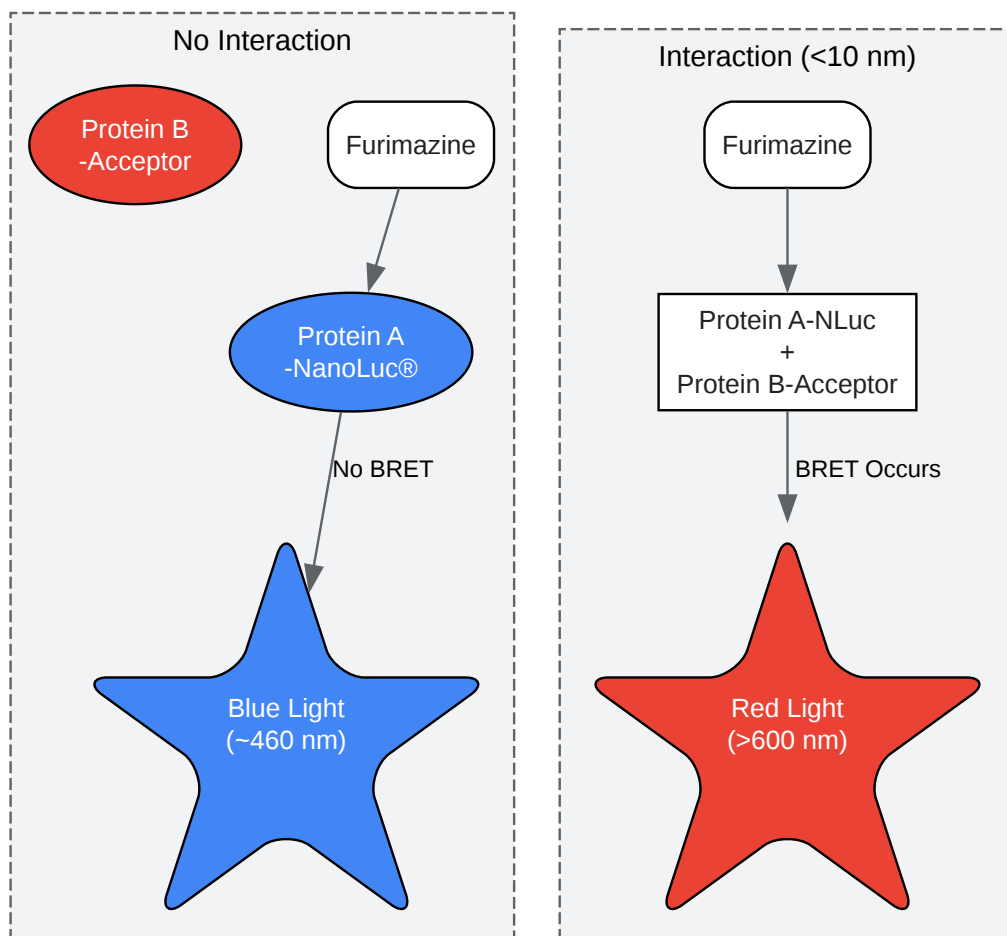 No Interaction
Protein B
-Acceptor
Furimazine
Protein A
-NanoLuc®
No BRET
Blue Light
(~460 nm)
Interaction (<10 nm)
Furimazine
Protein A-NLuc
+
Protein B-Acceptor
BRET Occurs
Red Light
(>600 nm)